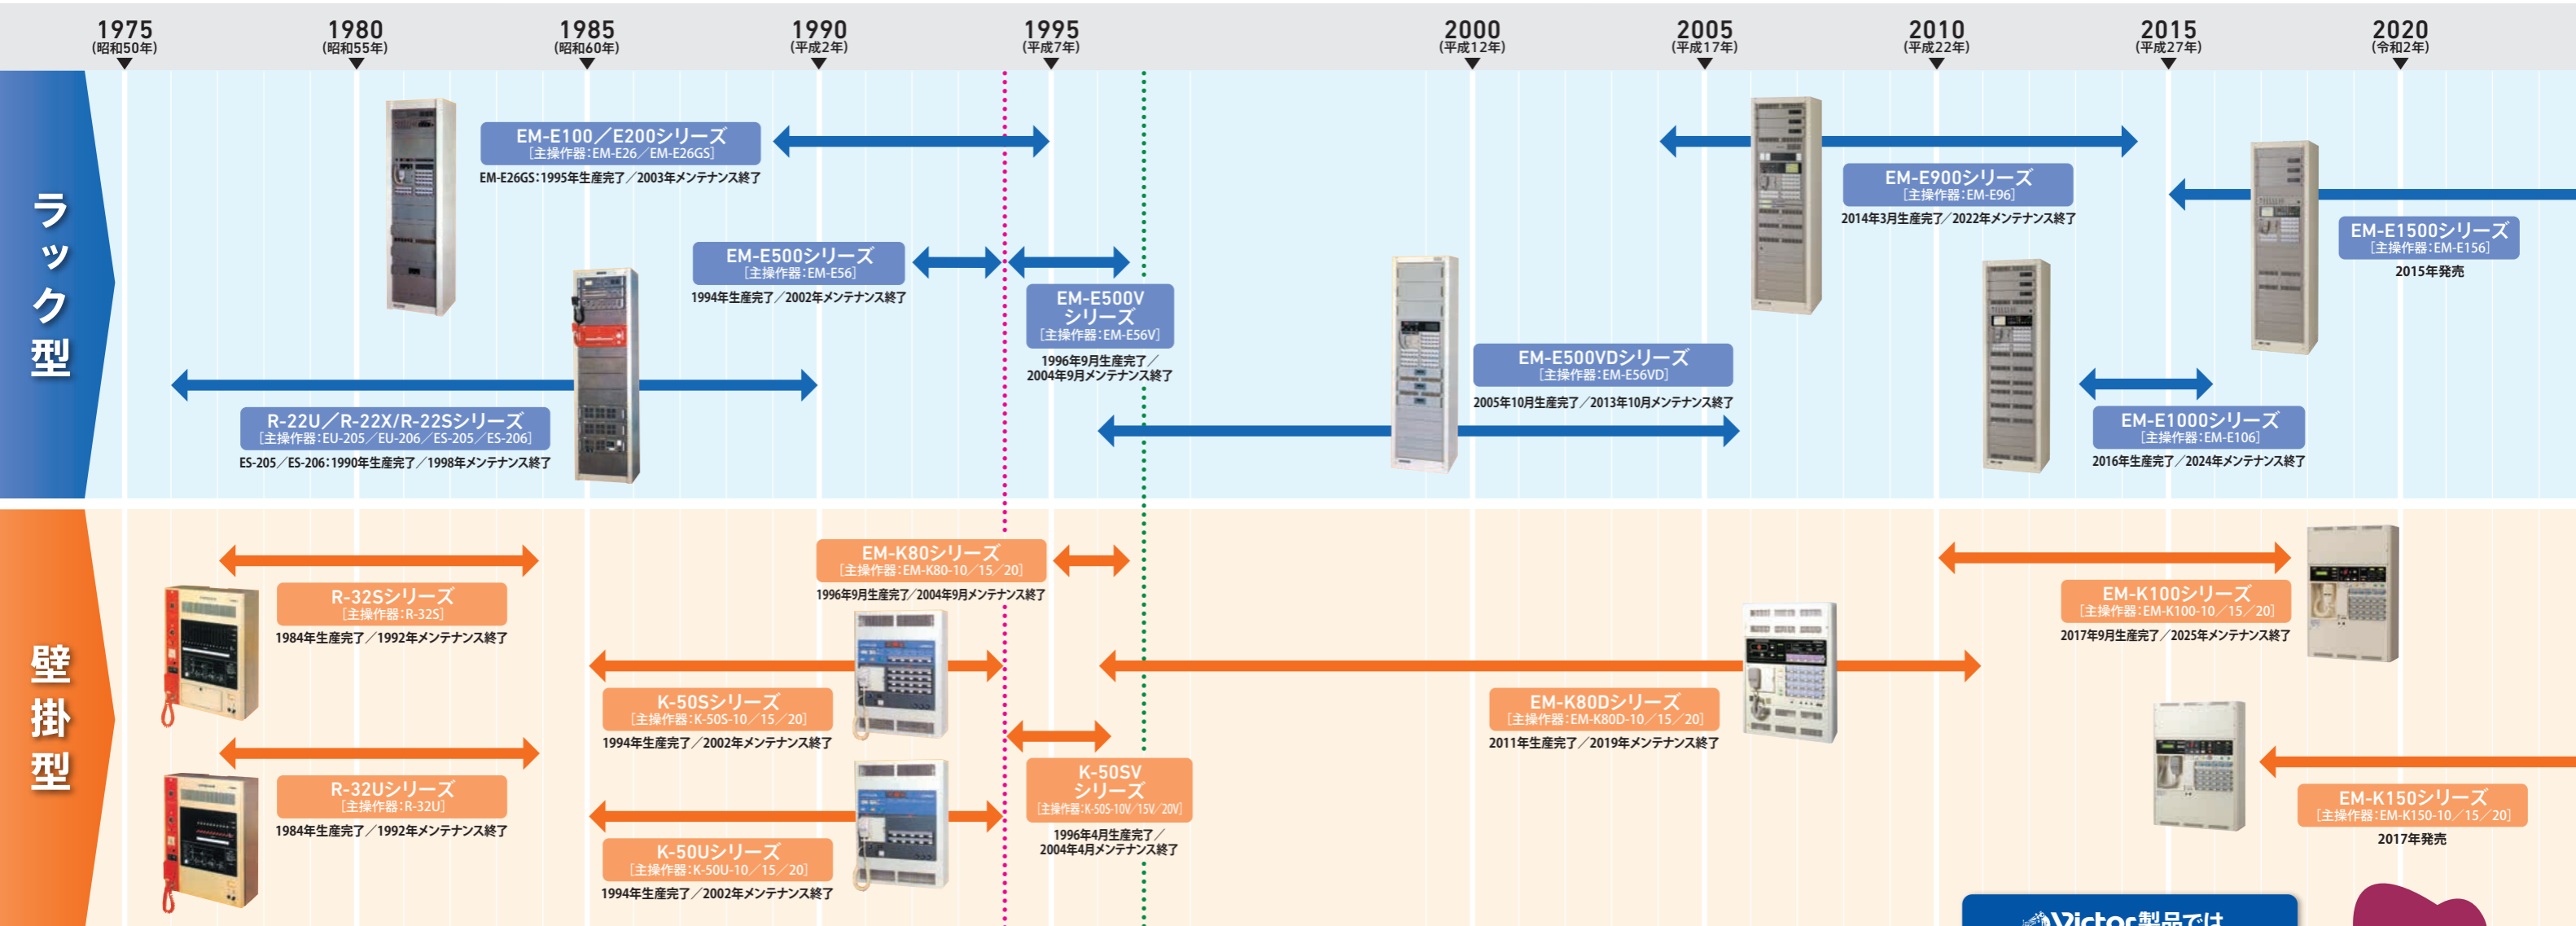 1975
(昭和50年)
1980
(昭和55年)
1985
(昭和60年)
1990
(平成2年)
1995
(平成7年)
2000
(平成12年)
2005
(平成17年)
2010
(平成22年)
2015
(平成27年)
2020
(令和2年)
ラック型
EM-E100／E200シリーズ
[主操作器:EM-E26／EM-E26GS]
EM-E26GS:1995年生産完了／2003年メンテナンス終了
EM-E500シリーズ
[主操作器:EM-E56]
1994年生産完了／2002年メンテナンス終了
EM-E500V
シリーズ
[主操作器:EM-E56V]
1996年9月生産完了／
2004年9月メンテナンス終了
R-22U／R-22X/R-22Sシリーズ
[主操作器:EU-205／EU-206／ES-205／ES-206]
ES-205／ES-206:1990年生産完了／1998年メンテナンス終了
EM-E500VDシリーズ
[主操作器:EM-E56VD]
2005年10月生産完了／2013年10月メンテナンス終了
EM-E900シリーズ
[主操作器:EM-E96]
2014年3月生産完了／2022年メンテナンス終了
EM-E1000シリーズ
[主操作器:EM-E106]
2016年生産完了／2024年メンテナンス終了
EM-E1500シリーズ
[主操作器:EM-E156]
2015年発売
壁掛型
R-32Sシリーズ
[主操作器:R-32S]
1984年生産完了／1992年メンテナンス終了
R-32Uシリーズ
[主操作器:R-32U]
1984年生産完了／1992年メンテナンス終了
EM-K80シリーズ
[主操作器:EM-K80-10／15／20]
1996年9月生産完了／2004年9月メンテナンス終了
K-50Sシリーズ
[主操作器:K-50S-10／15／20]
1994年生産完了／2002年メンテナンス終了
K-50Uシリーズ
[主操作器:K-50U-10／15／20]
1994年生産完了／2002年メンテナンス終了
K-50SV
シリーズ
[主操作器:K-50S-10V／15V／20V]
1996年4月生産完了／
2004年4月メンテナンス終了
EM-K80Dシリーズ
[主操作器:EM-K80D-10／15／20]
2011年生産完了／2019年メンテナンス終了
EM-K100シリーズ
[主操作器:EM-K100-10／15／20]
2017年9月生産完了／2025年メンテナンス終了
EM-K150シリーズ
[主操作器:EM-K150-10／15／20]
2017年発売
Victor製品では